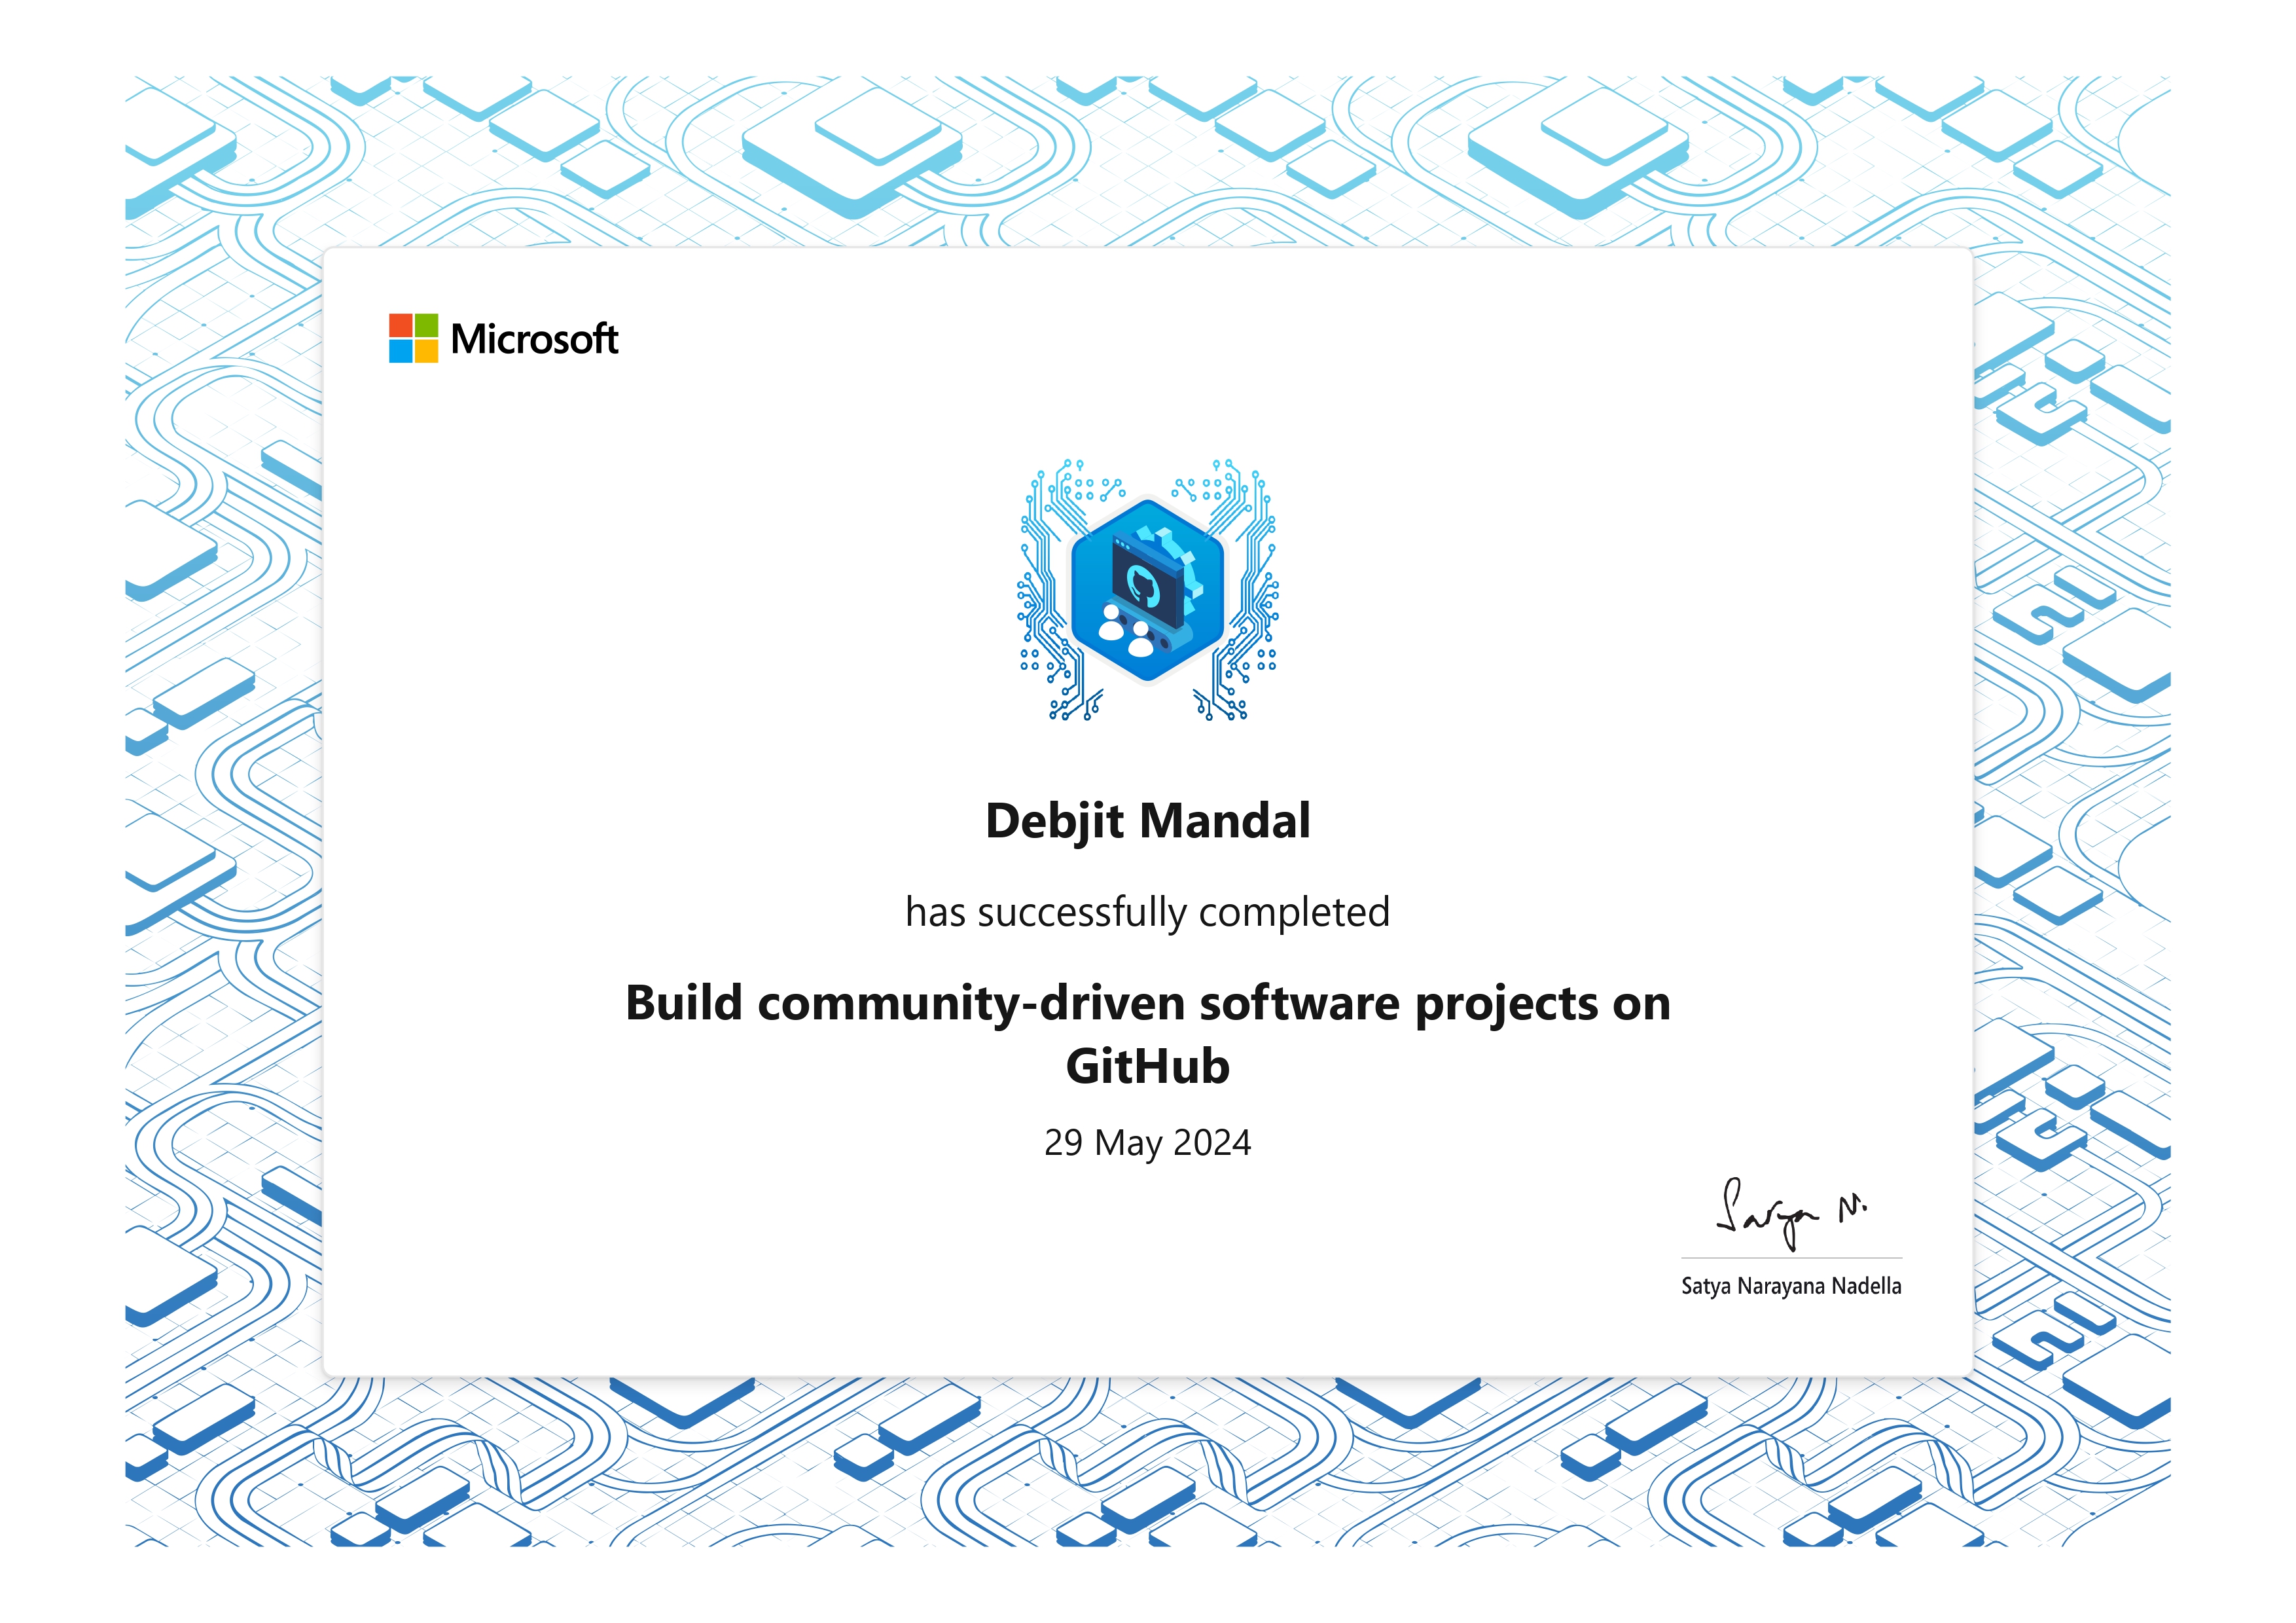 Microsoft
Debjit Mandal
has successfully completed
Build community-driven software projects on
GitHub
29 May 2024
Satya N.
Satya Narayana Nadella